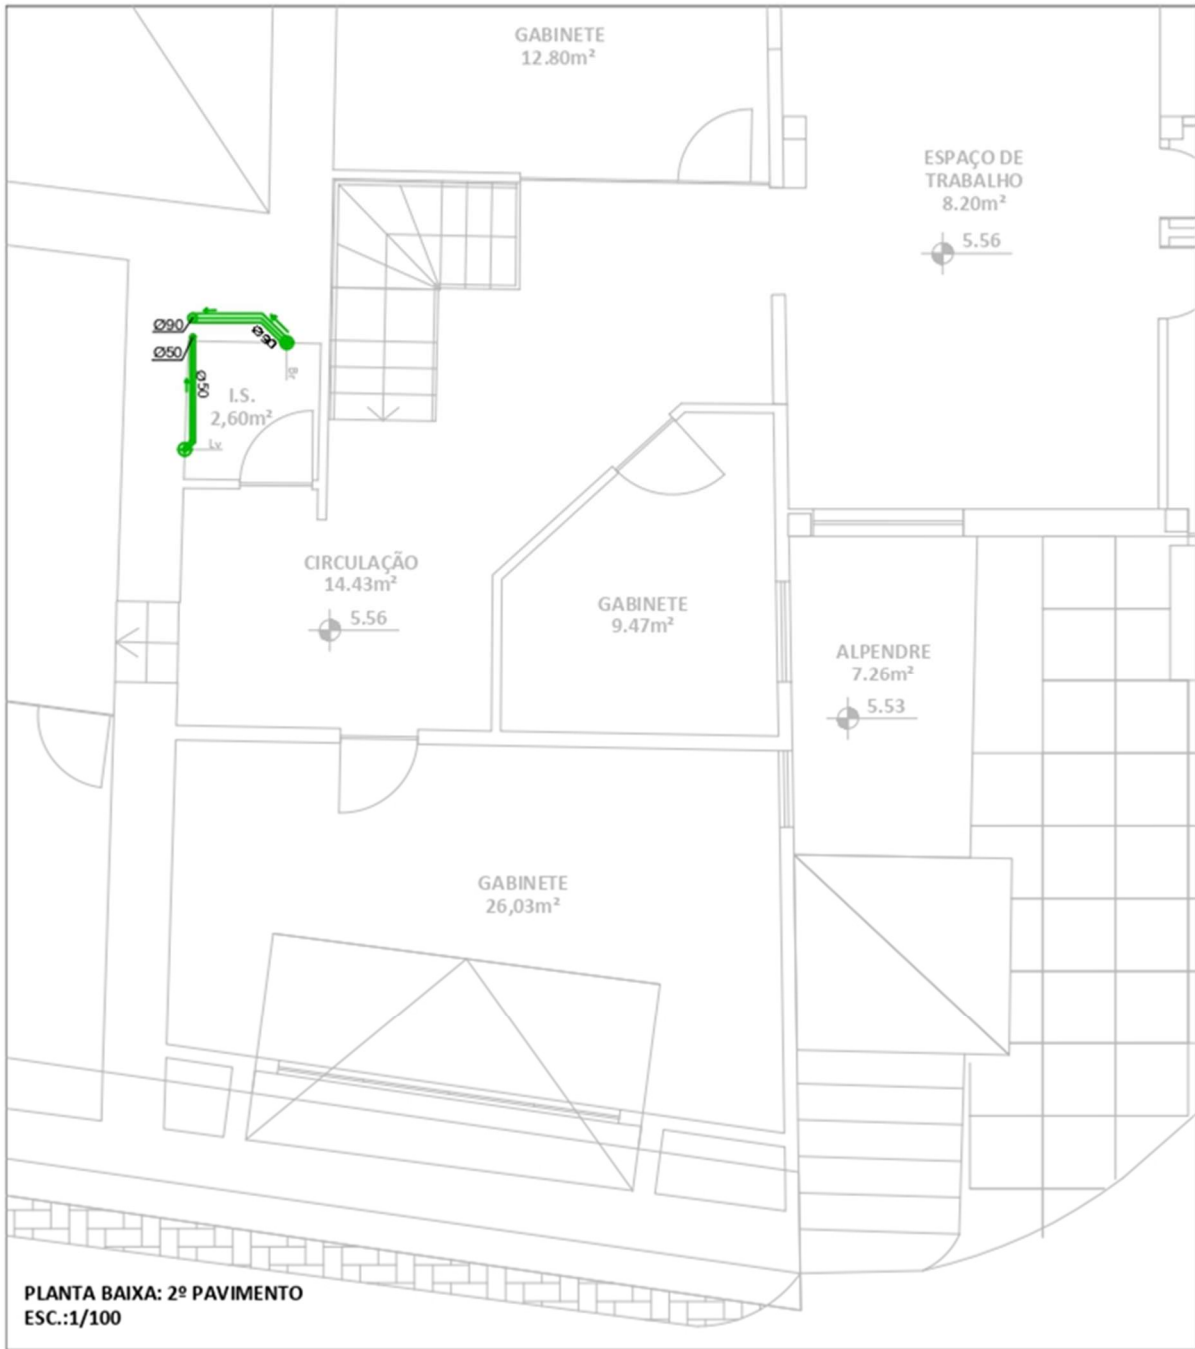 GABINETE
12.80m²
ESPAÇO DE
TRABALHO
8.20m²
5.56
Ø90
Ø90
Ø50
Ø50
Br
I.S.
2,60m²
Lv
CIRCULAÇÃO
14.43m²
5.56
GABINETE
9.47m²
ALPENDRE
7.26m²
5.53
GABINETE
26,03m²
PLANTA BAIXA: 2º PAVIMENTO
ESC.:1/100